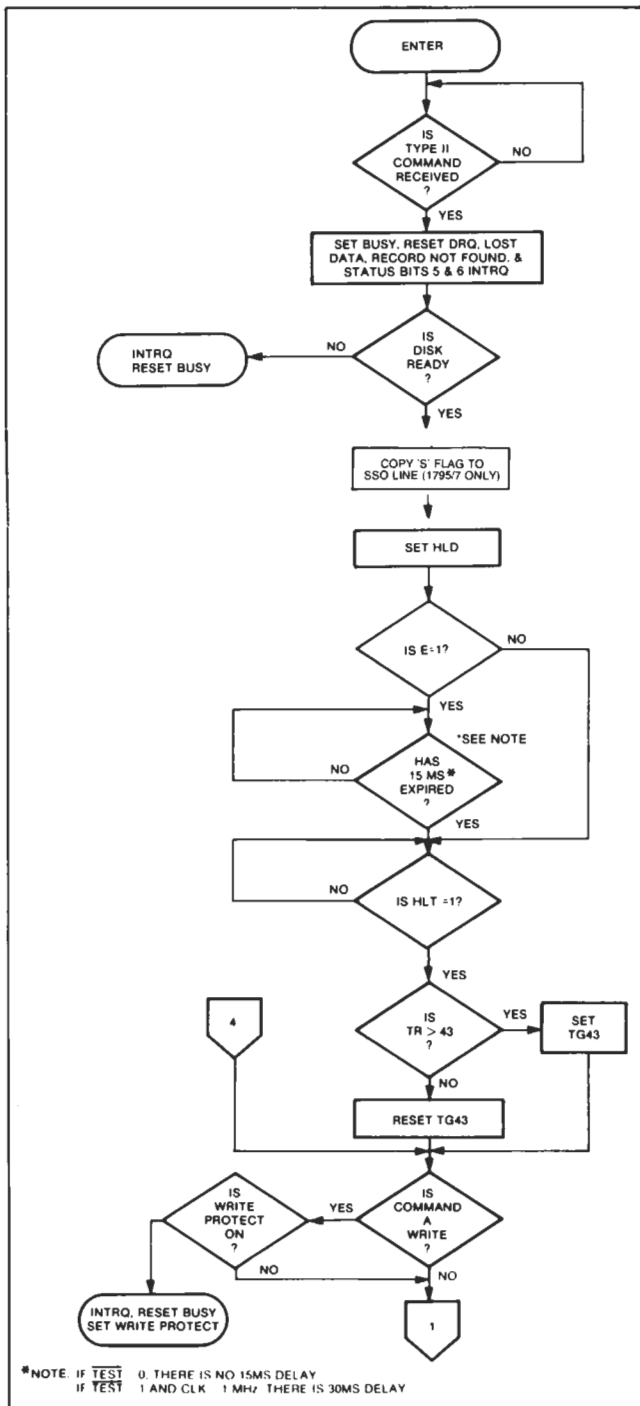 ENTER
IS
TYPE II
COMMAND
RECEIVED
?
NO
YES
SET BUSY, RESET DRQ, LOST
DATA, RECORD NOT FOUND. &
STATUS BITS 5 & 6 INTRQ
IS
DISK
READY
?
NO
INTRQ
RESET BUSY
YES
COPY 'S' FLAG TO
SSO LINE (1795/7 ONLY)
SET HLD
IS E=1?
NO
YES
*SEE NOTE
HAS
15 MS*
EXPIRED
?
NO
YES
IS HLT =1?
NO
YES
4
IS
TR > 43
?
YES
SET
TG43
NO
RESET TG43
IS
COMMAND
A
WRITE
?
YES
IS
WRITE
PROTECT
ON
?
NO
NO
INTRQ, RESET BUSY
SET WRITE PROTECT
1
*NOTE. IF TEST 0, THERE IS NO 15MS DELAY
IF TEST 1 AND CLK 1 MHz THERE IS 30MS DELAY